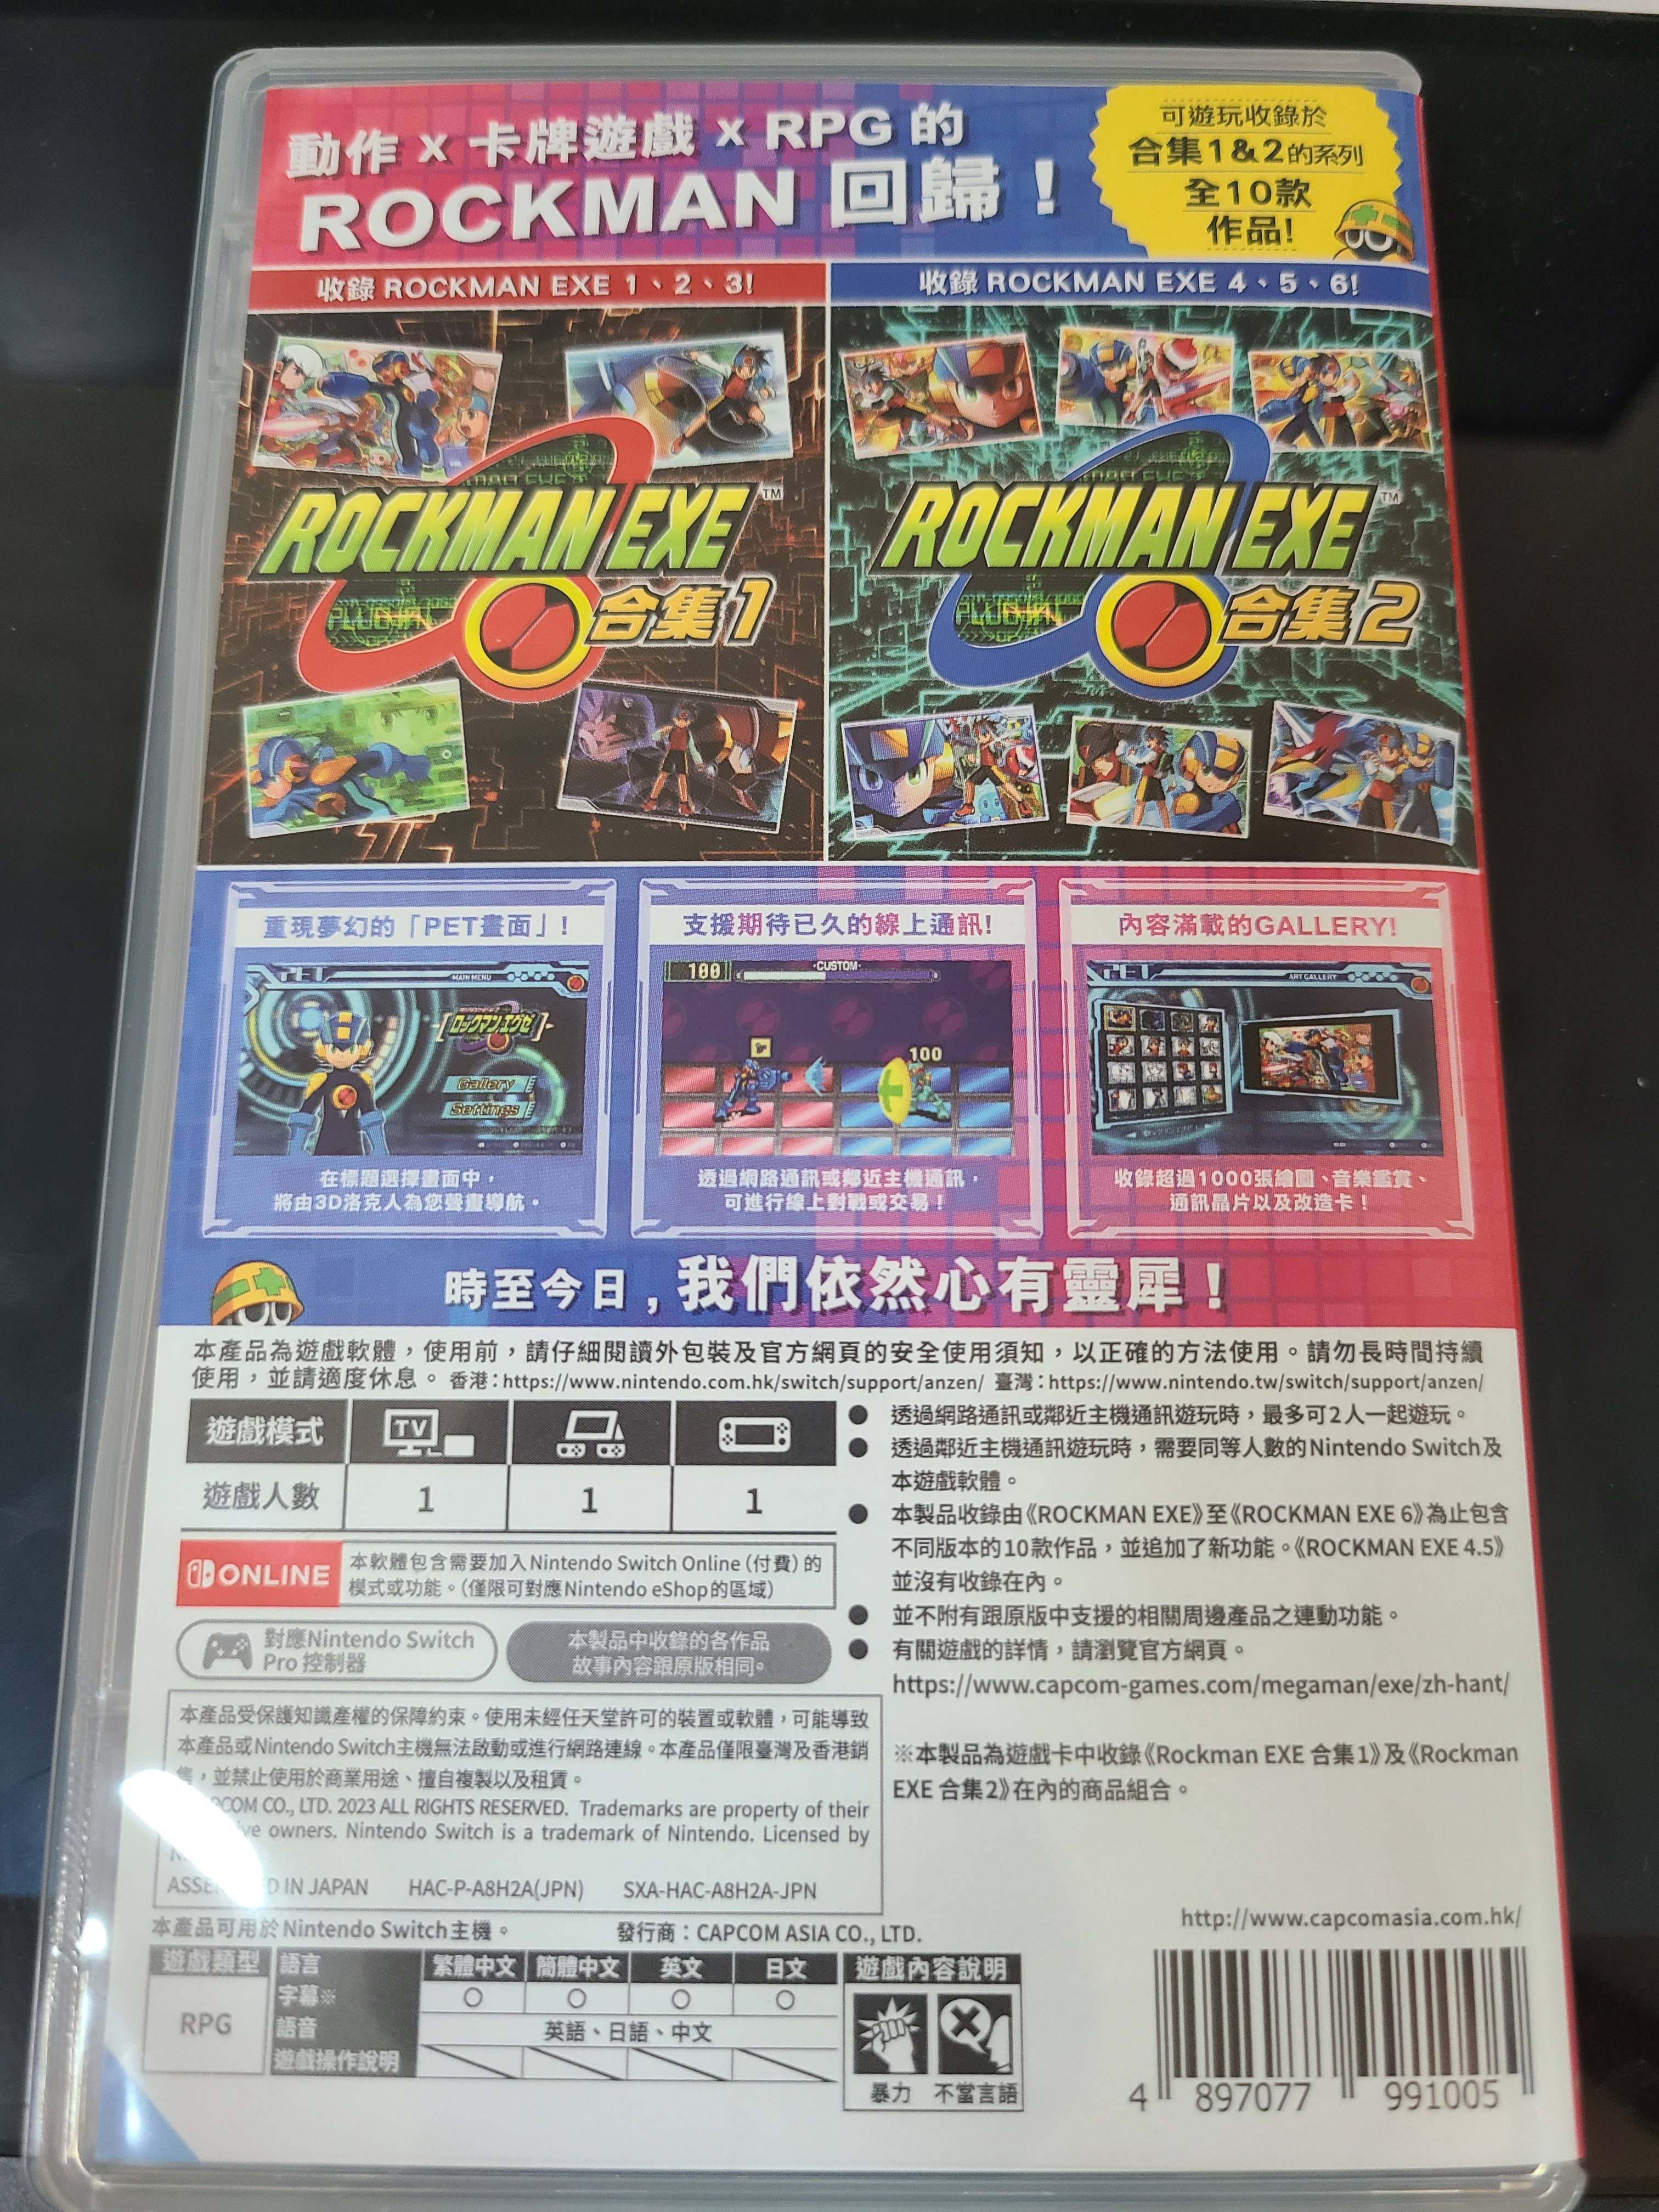 動作 x 卡牌遊戲 x RPG 的
ROCKMAN 回歸！
可遊玩收錄於
合集1&2的系列
全10款
作品!
收錄 ROCKMAN EXE 1、2、3!
收錄 ROCKMAN EXE 4、5、6!
ROCKMAN EXE™
合集1
ROCKMAN EXE™
合集2
重現夢幻的「PET畫面」!
PET MAIN MENU
ロックマンエグゼ
Gallery
Settings
在標題選擇畫面中，
將由3D洛克人為您聲畫導航。
支援期待已久的線上通訊!
100 ·CUSTOM·
100
透過網路通訊或鄰近主機通訊，
可進行線上對戰或交易！
內容滿載的GALLERY!
PET ART GALLERY
收錄超過1000張繪圖、音樂鑑賞、
通訊晶片以及改造卡！
時至今日，我們依然心有靈犀！
本產品為遊戲軟體，使用前，請仔細閱讀外包裝及官方網頁的安全使用須知，以正確的方法使用。請勿長時間持續
使用，並請適度休息。 香港：https://www.nintendo.com.hk/switch/support/anzen/ 臺灣：https://www.nintendo.tw/switch/support/anzen/
遊戲模式 TV
遊戲人數 1 1 1
ONLINE
本軟體包含需要加入Nintendo Switch Online（付費）的
模式或功能。（僅限可對應Nintendo eShop的區域）
對應Nintendo Switch
Pro 控制器
本製品中收錄的各作品
故事內容跟原版相同。
● 透過網路通訊或鄰近主機通訊遊玩時，最多可2人一起遊玩。
● 透過鄰近主機通訊遊玩時，需要同等人數的Nintendo Switch及
本遊戲軟體。
● 本製品收錄由《ROCKMAN EXE》至《ROCKMAN EXE 6》為止包含
不同版本的10款作品，並追加了新功能。《ROCKMAN EXE 4.5》
並沒有收錄在內。
● 並不附有跟原版中支援的相關周邊產品之連動功能。
● 有關遊戲的詳情，請瀏覽官方網頁。
https://www.capcom-games.com/megaman/exe/zh-hant/
※本製品為遊戲卡中收錄《Rockman EXE 合集1》及《Rockman
EXE 合集2》在內的商品組合。
本產品受保護知識產權的保障約束。使用未經任天堂許可的裝置或軟體，可能導致
本產品或Nintendo Switch主機無法啟動或進行網路連線。本產品僅限臺灣及香港銷
售，並禁止使用於商業用途、擅自複製以及租賃。
CO., LTD. 2023 ALL RIGHTS RESERVED. Trademarks are property of their
owners. Nintendo Switch is a trademark of Nintendo. Licensed by
IN JAPAN HAC-P-A8H2A(JPN) SXA-HAC-A8H2A-JPN
本產品可用於Nintendo Switch主機。 發行商：CAPCOM ASIA CO., LTD.
http://www.capcomasia.com.hk/
遊戲類型 語言 繁體中文 簡體中文 英文 日文
字幕※ ○ ○ ○ ○
RPG 語音 英語、日語、中文
遊戲操作說明
遊戲內容說明
暴力 不當言語
4 897077 991005